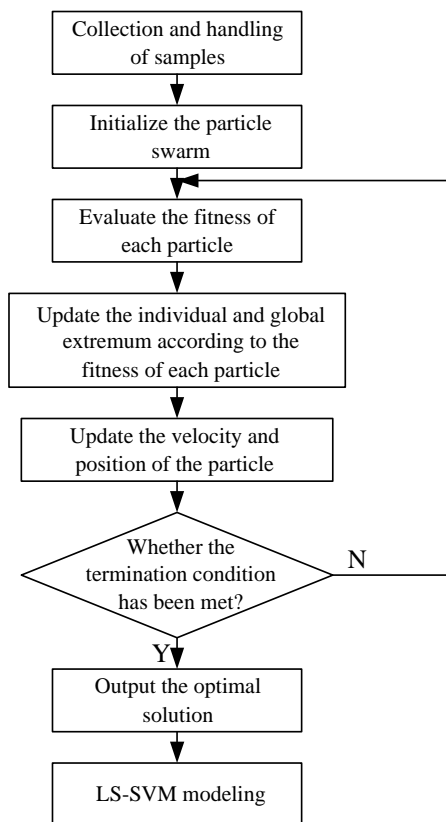 Collection and handling
of samples
Initialize the particle
swarm
Evaluate the fitness of
each particle
Update the individual and global
extremum according to the
fitness of each particle
Update the velocity and
position of the particle
Whether the
termination condition
has been met?
N
Y
Output the optimal
solution
LS-SVM modeling